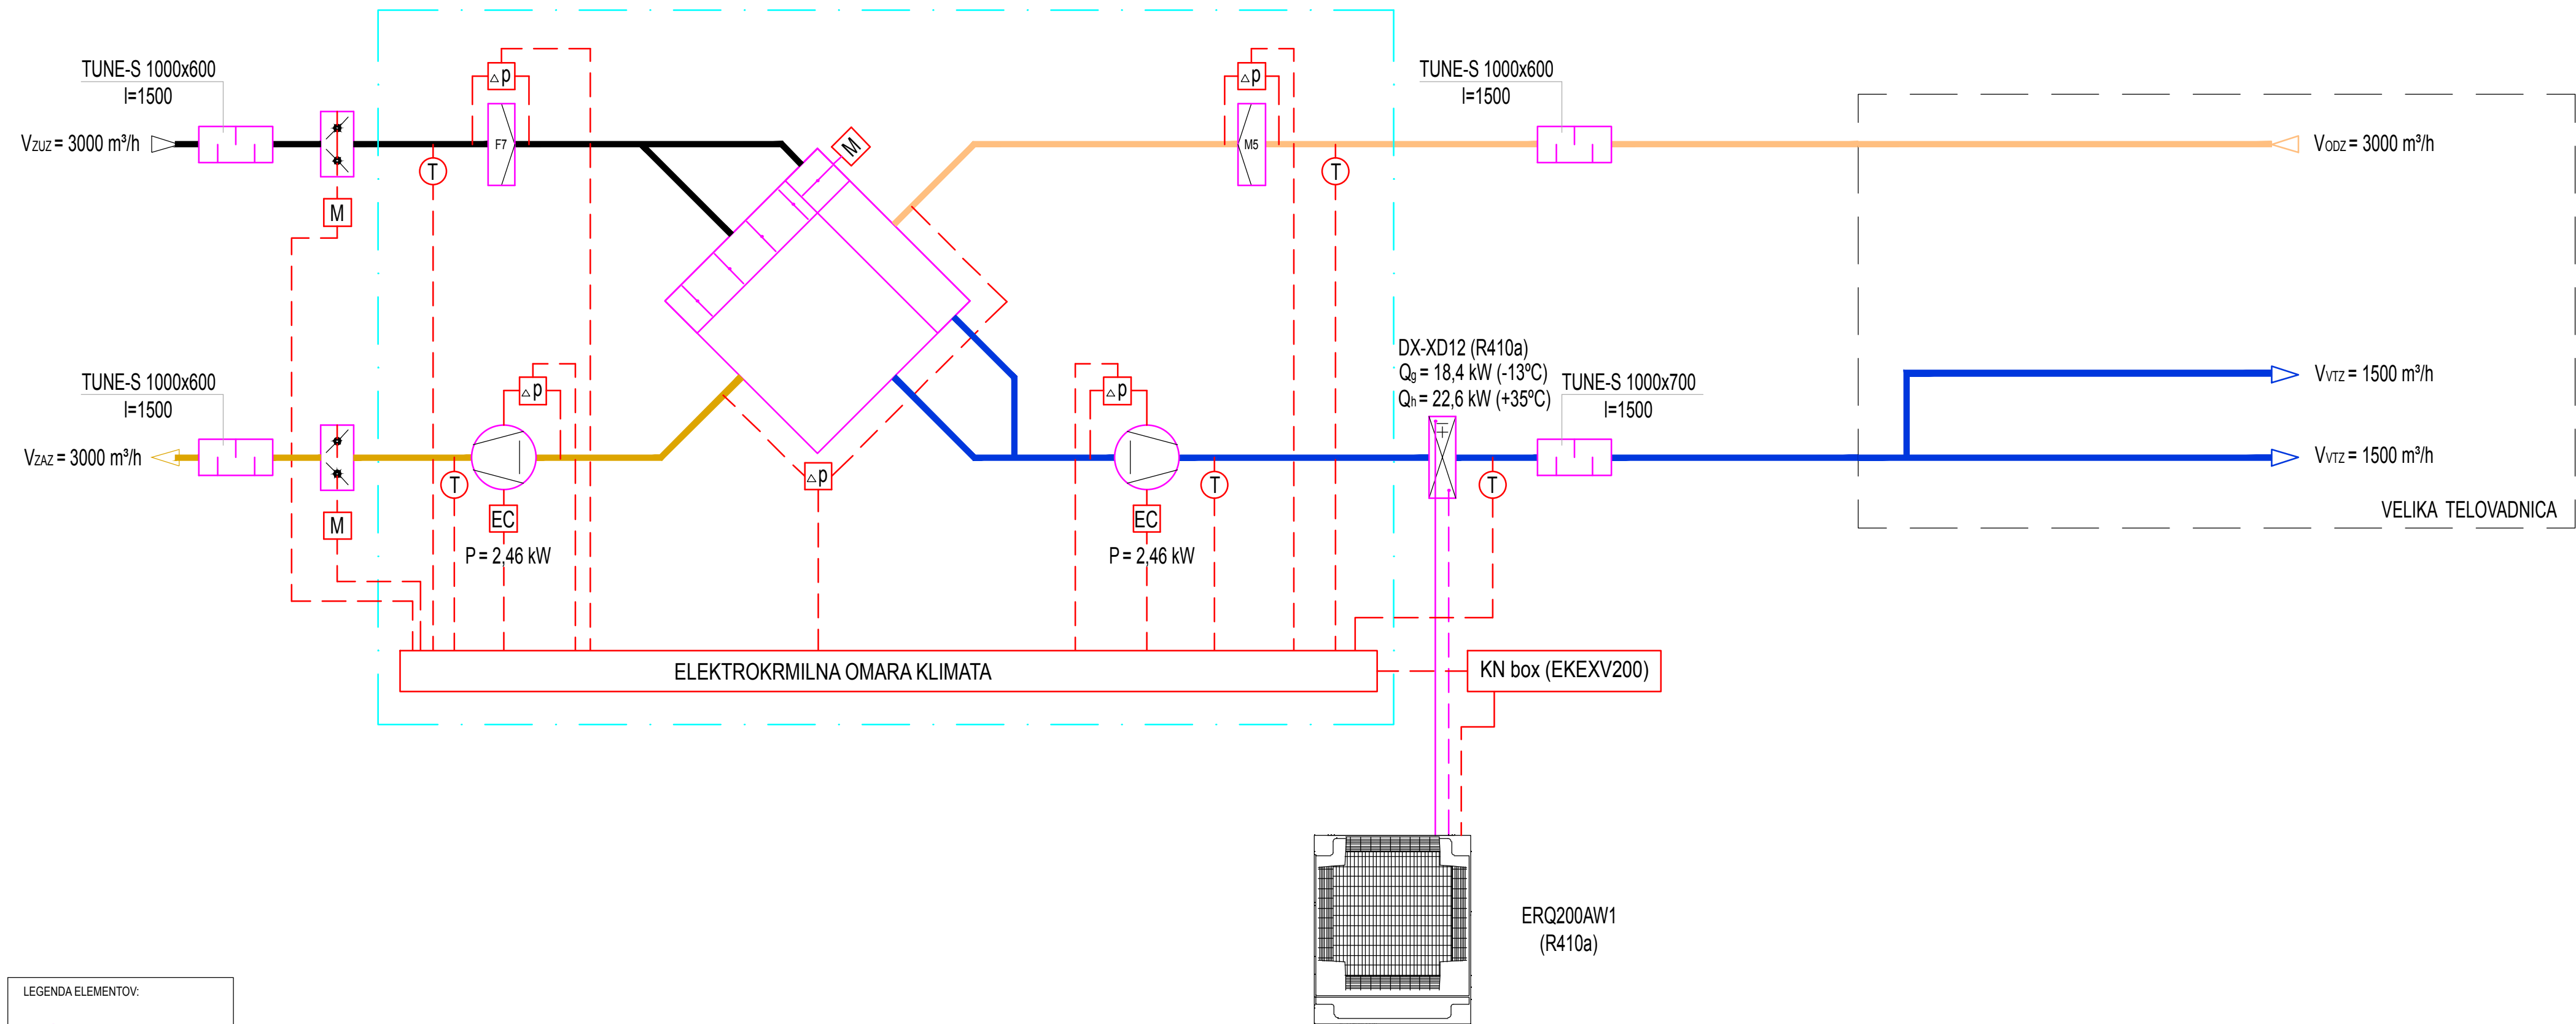 TUNE-S 1000x600
l=1500
VZUZ = 3000 m³/h
M
T
△p
F7
M
△p
M5
T
TUNE-S 1000x600
l=1500
VODZ = 3000 m³/h
TUNE-S 1000x600
l=1500
VZAZ = 3000 m³/h
M
T
△p
EC
P = 2,46 kW
△p
△p
EC
P = 2,46 kW
T
DX-XD12 (R410a)
Qg = 18,4 kW (-13ºC)
Qh = 22,6 kW (+35ºC)
T
TUNE-S 1000x700
l=1500
VVTZ = 1500 m³/h
VVTZ = 1500 m³/h
VELIKA TELOVADNICA
ELEKTROKRMILNA OMARA KLIMATA
KN box (EKEXV200)
ERQ200AW1
(R410a)
LEGENDA ELEMENTOV: